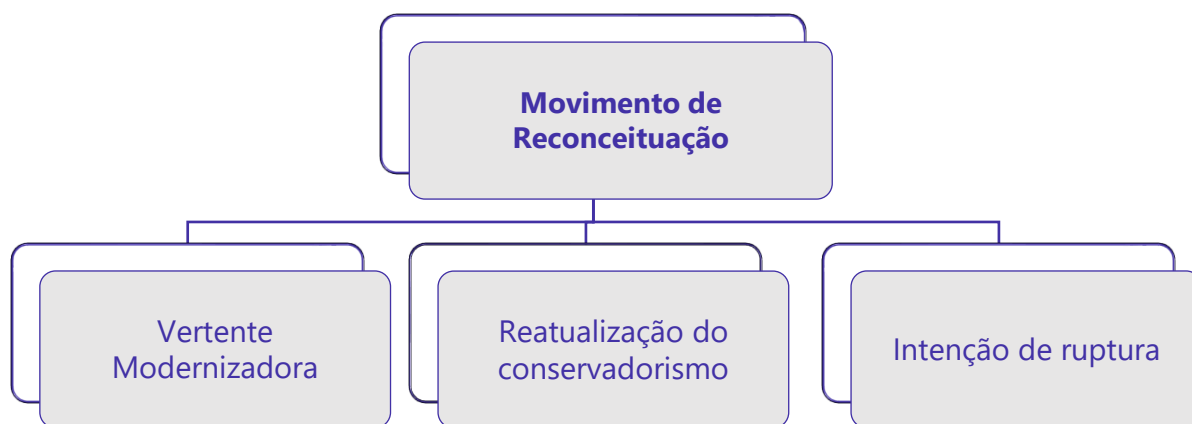 Movimento de
Reconceituação
Vertente
Modernizadora
Reatualização do
conservadorismo
Intenção de ruptura